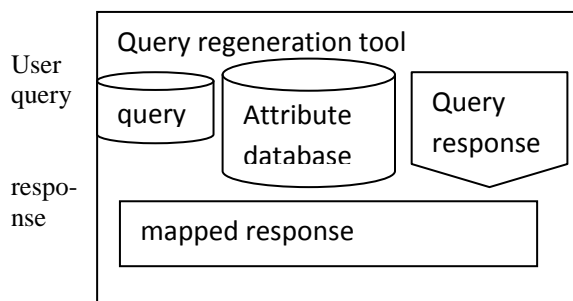 Query regeneration tool
User
query
query
Attribute
database
Query
response
respo-
nse
mapped response